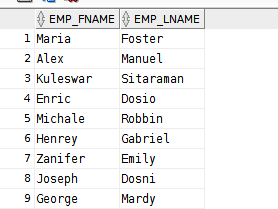 EMP_FNAME EMP_LNAME
1 Maria Foster
2 Alex Manuel
3 Kuleswar Sitaraman
4 Enric Dosio
5 Michale Robbin
6 Henrey Gabriel
7 Zanifer Emily
8 Joseph Dosni
9 George Mardy